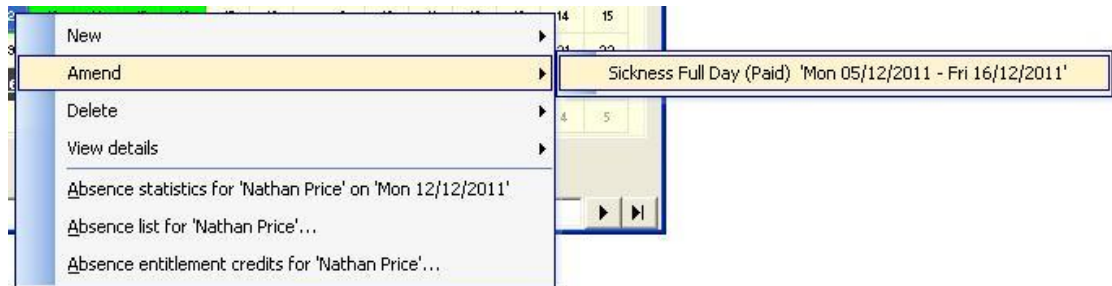 14 15
New
Amend
Sickness Full Day (Paid) 'Mon 05/12/2011 - Fri 16/12/2011'
Delete
4 5
View details
Absence statistics for 'Nathan Price' on 'Mon 12/12/2011'
Absence list for 'Nathan Price'...
Absence entitlement credits for 'Nathan Price'...